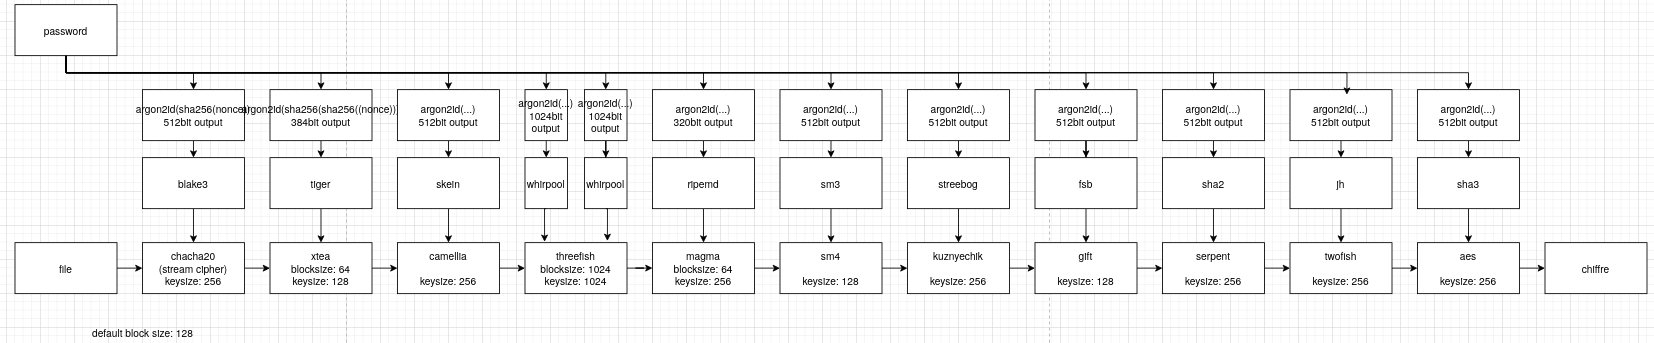 password
argon2id(sha256(nonce))
512bit output
argon2id(sha256(sha256((nonce)))
384bit output
argon2id(...)
512bit output
argon2id(...)
1024bit
output
argon2id(...)
1024bit
output
argon2id(...)
320bit output
argon2id(...)
512bit output
argon2id(...)
512bit output
argon2id(...)
512bit output
argon2id(...)
512bit output
argon2id(...)
512bit output
argon2id(...)
512bit output
blake3
tiger
skein
whirpool
whirpool
ripemd
sm3
streebog
fsb
sha2
jh
sha3
file
chacha20
(stream cipher)
keysize: 256
xtea
blocksize: 64
keysize: 128
camellia
keysize: 256
threefish
blocksize: 1024
keysize: 1024
magma
blocksize: 64
keysize: 256
sm4
keysize: 128
kuznyechik
keysize: 256
gift
keysize: 128
serpent
keysize: 256
twofish
keysize: 256
aes
keysize: 256
chiffre
default block size: 128